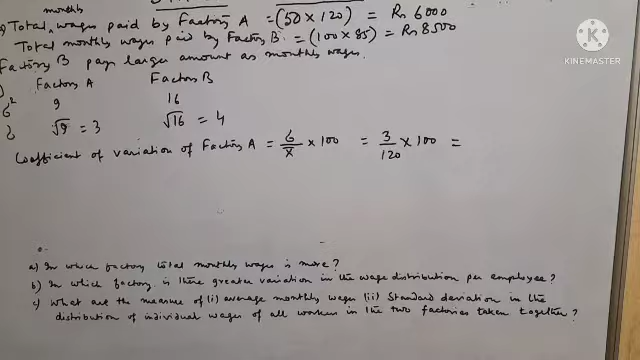 monthly
Total wages paid by Factory A = (50 × 120) = Rs 6000
Total monthly wages paid by Factory B = (100 × 85) = Rs 8500
Factory B pays larger amount as monthly wages.
Factory A Factory B
σ² 9 16
σ √9 = 3 √16 = 4
Coefficient of variation of Factory A = σ/x̄ × 100 = 3/120 × 100 =
a) In which factory total monthly wages is more?
b) In which factory is there greater variation in the wage distribution per employee?
c) What are the measure of (i) average monthly wages (ii) Standard deviation in the
distribution of individual wages of all workers in the two factories taken together?
KINEMASTER